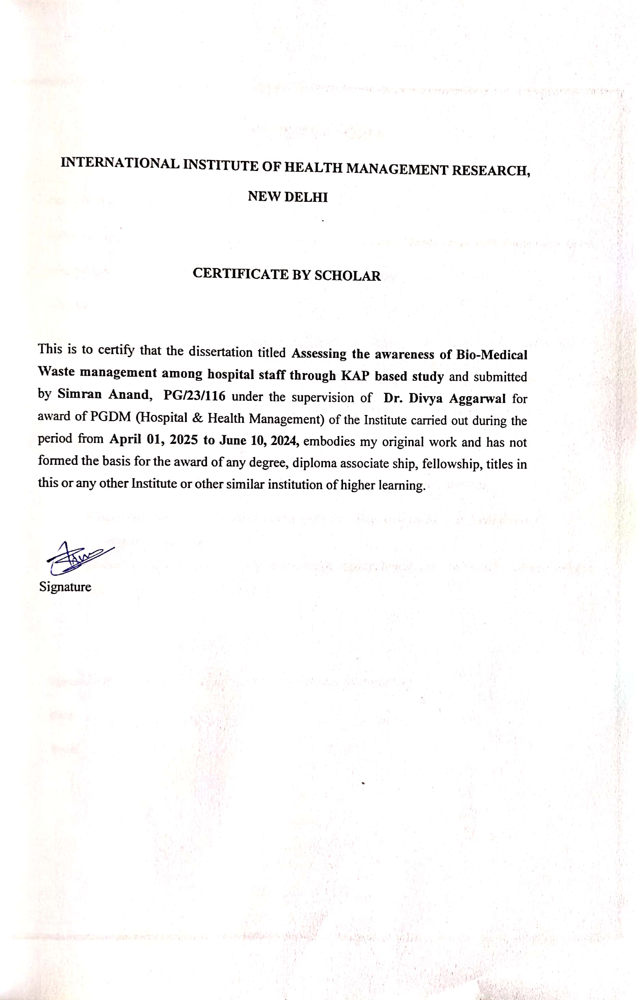 INTERNATIONAL INSTITUTE OF HEALTH MANAGEMENT RESEARCH,
NEW DELHI
CERTIFICATE BY SCHOLAR
This is to certify that the dissertation titled Assessing the awareness of Bio-Medical
Waste management among hospital staff through KAP based study and submitted
by Simran Anand, PG/23/116 under the supervision of Dr. Divya Aggarwal for
award of PGDM (Hospital & Health Management) of the Institute carried out during the
period from April 01, 2025 to June 10, 2024, embodies my original work and has not
formed the basis for the award of any degree, diploma associate ship, fellowship, titles in
this or any other Institute or other similar institution of higher learning.
Signature